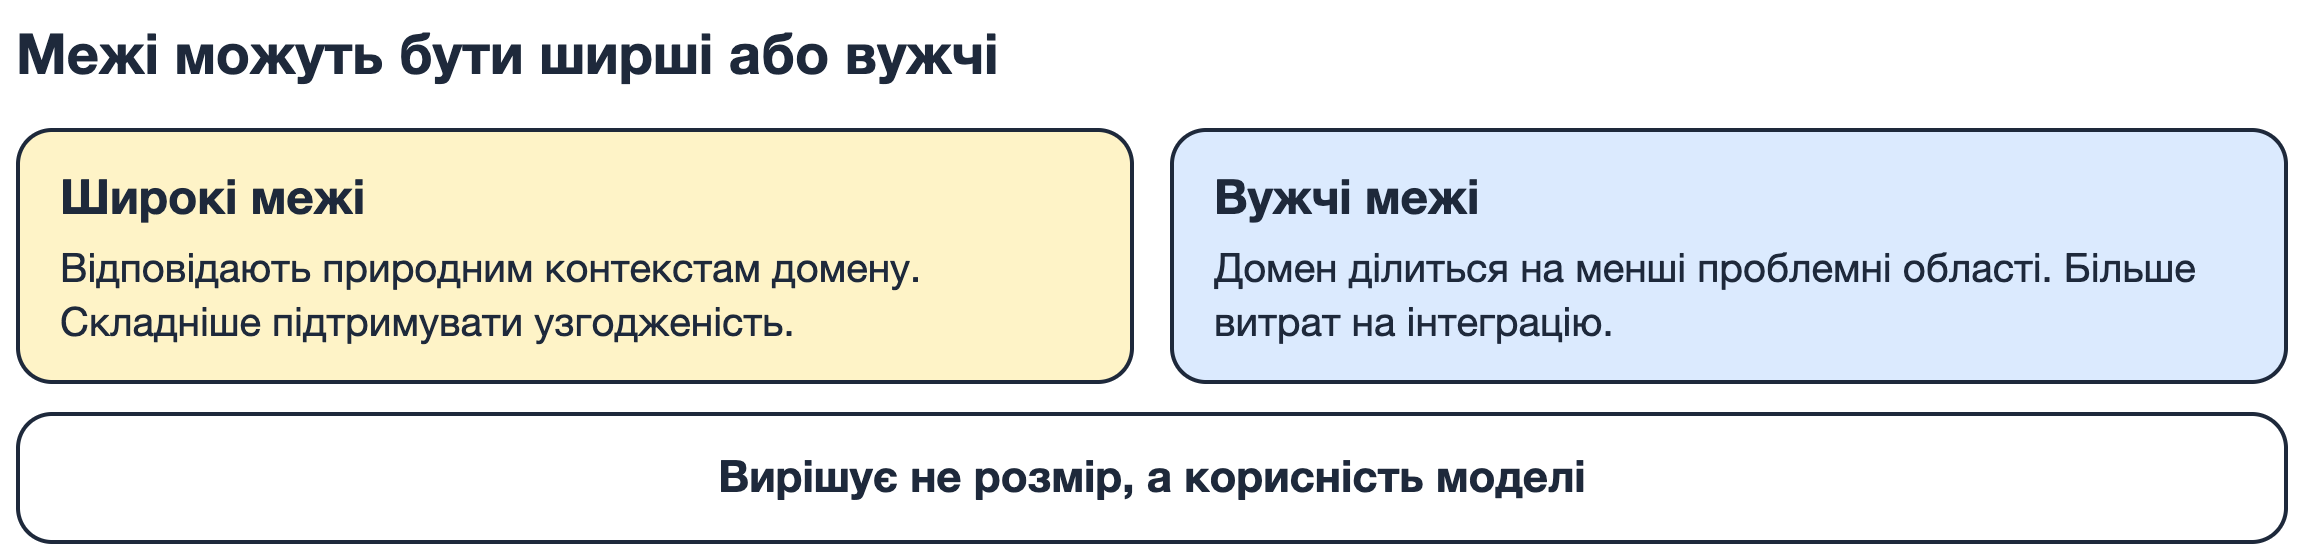 Межі можуть бути ширші або вужчі
Широкі межі
Відповідають природним контекстам домену.
Складніше підтримувати узгодженість.
Вужчі межі
Домен ділиться на менші проблемні області. Більше
витрат на інтеграцію.
Вирішує не розмір, а корисність моделі